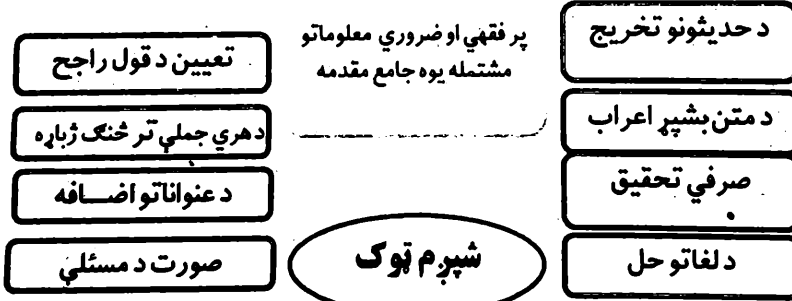 د حديثونو تخريج
د متن بشپړ اعراب
صرفي تحقيق
د لغاتو حل
پر فقهي او ضروري معلوماتو
مشتمله يوه جامع مقدمه
شپږم ټوک
تعيين د قول راجح
د هري جملې تر څنګ ژباړه
د عنواناتو اضافه
صورت د مسئلې